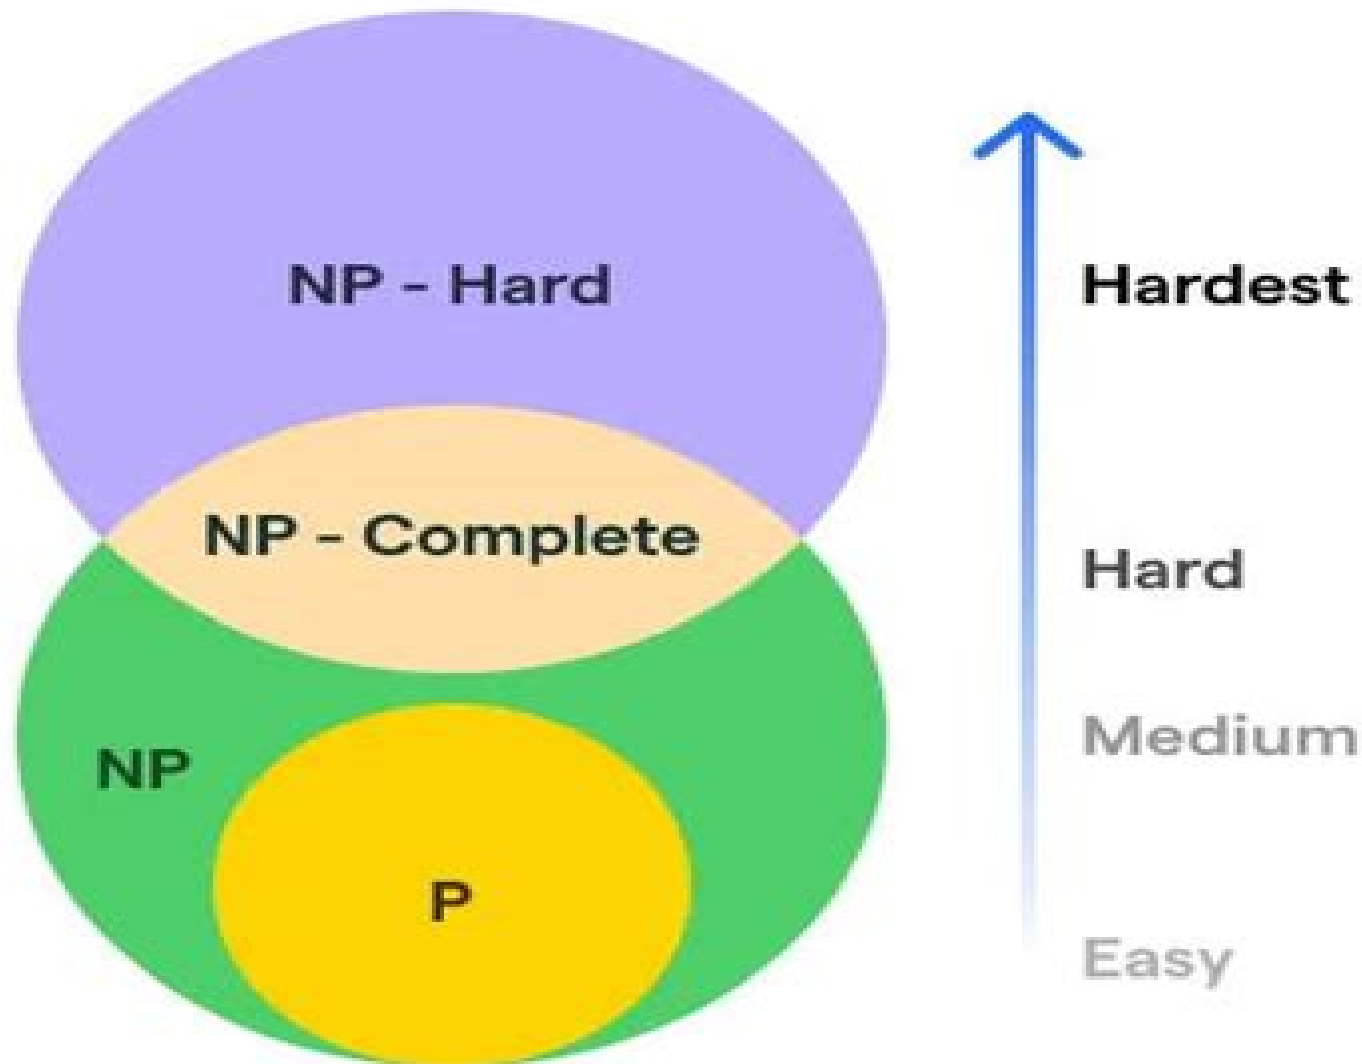 NP - Hard
Hardest
NP - Complete
Hard
Medium
NP
P
Easy